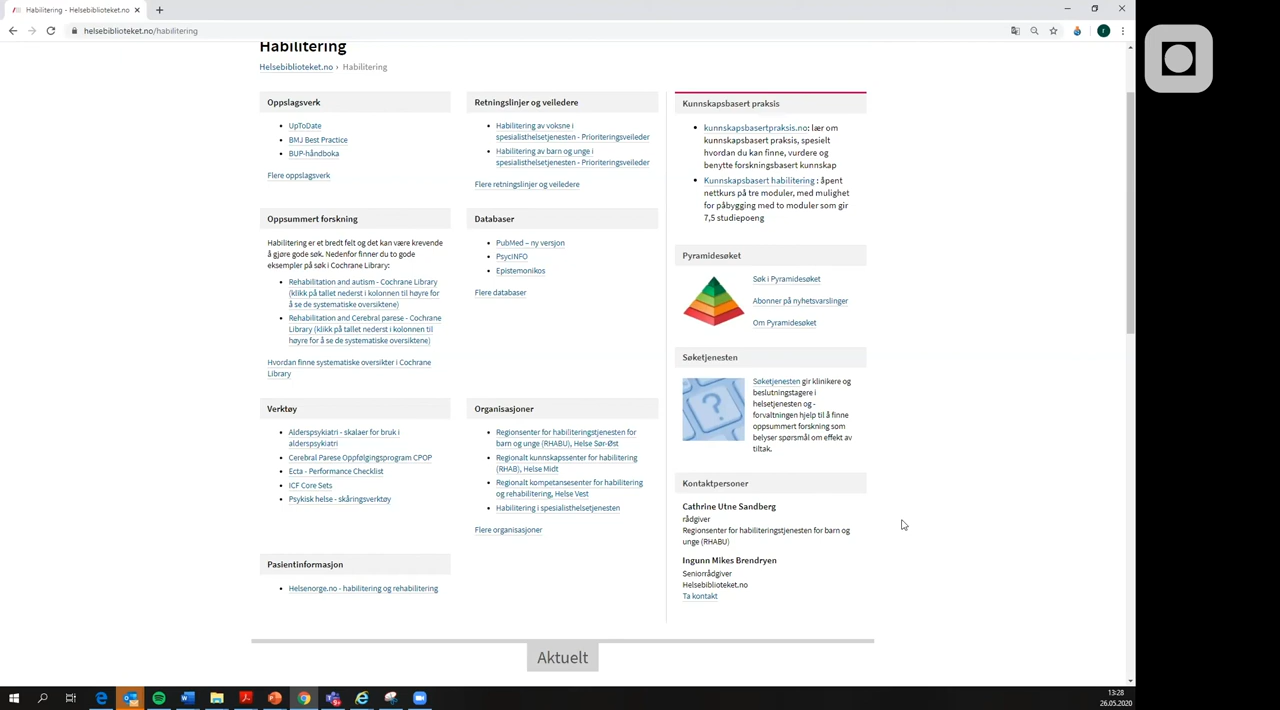 Habilitering - Helsebiblioteket.no
helsebiblioteket.no/habilitering
Habilitering
Helsebiblioteket.no › Habilitering
Oppslagsverk
UpToDate
BMJ Best Practice
BUP-håndboka
Flere oppslagsverk
Retningslinjer og veiledere
Habilitering av voksne i
spesialisthelsetjenesten - Prioriteringsveileder
Habilitering av barn og unge i
spesialisthelsetjenesten - Prioriteringsveileder
Flere retningslinjer og veiledere
Oppsummert forskning
Habilitering er et bredt felt og det kan være krevende
å gjøre gode søk. Nedenfor finner du to gode
eksempler på søk i Cochrane Library:
Rehabilitation and autism - Cochrane Library
(klikk på tallet nederst i kolonnen til høyre for
å se de systematiske oversiktene)
Rehabilitation and Cerebral parese - Cochrane
Library (klikk på tallet nederst i kolonnen til
høyre for å se de systematiske oversiktene)
Hvordan finne systematiske oversikter i Cochrane
Library
Databaser
PubMed – ny versjon
PsycINFO
Epistemonikos
Flere databaser
Verktøy
Alderspsykiatri - skalaer for bruk i
alderspsykiatri
Cerebral Parese Oppfølgingsprogram CPOP
Ecta - Performance Checklist
ICF Core Sets
Psykisk helse - skåringsverktøy
Organisasjoner
Regionsenter for habiliteringstjenesten for
barn og unge (RHABU), Helse Sør-Øst
Regionalt kunnskapssenter for habilitering
(RHAB), Helse Midt
Regionalt kompetansesenter for habilitering
og rehabilitering, Helse Vest
Habilitering i spesialisthelsetjenesten
Flere organisasjoner
Pasientinformasjon
Helsenorge.no - habilitering og rehabilitering
Kunnskapsbasert praksis
kunnskapsbasertpraksis.no: lær om
kunnskapsbasert praksis, spesielt
hvordan du kan finne, vurdere og
benytte forskningsbasert kunnskap
Kunnskapsbasert habilitering : åpent
nettkurs på tre moduler, med mulighet
for påbygging med to moduler som gir
7,5 studiepoeng
Pyramidesøket
Søk i Pyramidesøket
Abonner på nyhetsvarslinger
Om Pyramidesøket
Søketjenesten
Søketjenesten gir klinikere og
beslutningstagere i
helsetjenesten og -
forvaltningen hjelp til å finne
oppsummert forskning som
belyser spørsmål om effekt av
tiltak.
Kontaktpersoner
Cathrine Utne Sandberg
rådgiver
Regionsenter for habiliteringstjenesten for barn og
unge (RHABU)
Ingunn Mikes Brendryen
Seniorrådgiver
Helsebiblioteket.no
Ta kontakt
Aktuelt
13:28
26.05.2020